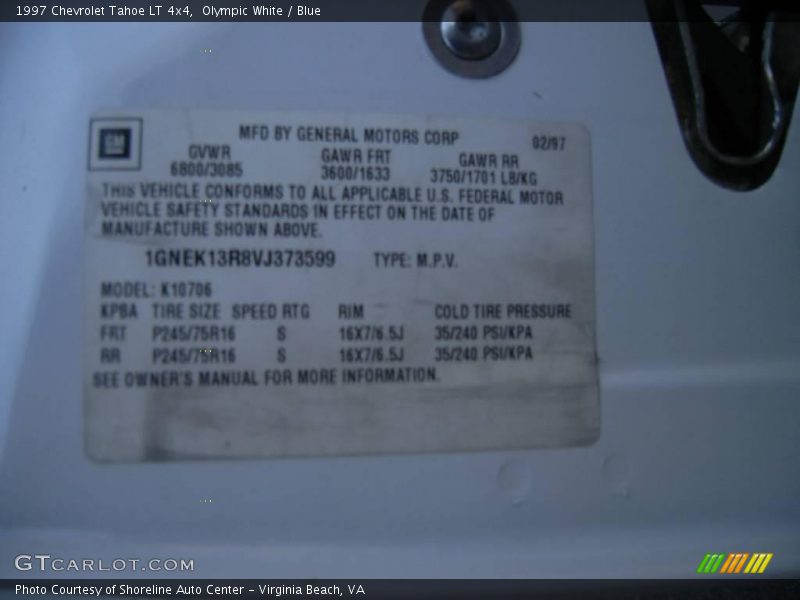 1997 Chevrolet Tahoe LT 4x4,  Olympic White / Blue
GM
MFD BY GENERAL MOTORS CORP 02/97
GVWR GAWR FRT GAWR RR
6800/3085 3600/1633 3750/1701 LB/KG
THIS VEHICLE CONFORMS TO ALL APPLICABLE U.S. FEDERAL MOTOR
VEHICLE SAFETY STANDARDS IN EFFECT ON THE DATE OF
MANUFACTURE SHOWN ABOVE.
1GNEK13R8VJ373599 TYPE: M.P.V.
MODEL: K10706
KPBA TIRE SIZE SPEED RTG RIM COLD TIRE PRESSURE
FRT P245/75R16 S 16X7/6.5J 35/240 PSI/KPA
RR P245/75R16 S 16X7/6.5J 35/240 PSI/KPA
SEE OWNER'S MANUAL FOR MORE INFORMATION.
GTCARLOT.COM
Photo Courtesy of Shoreline Auto Center - Virginia Beach, VA